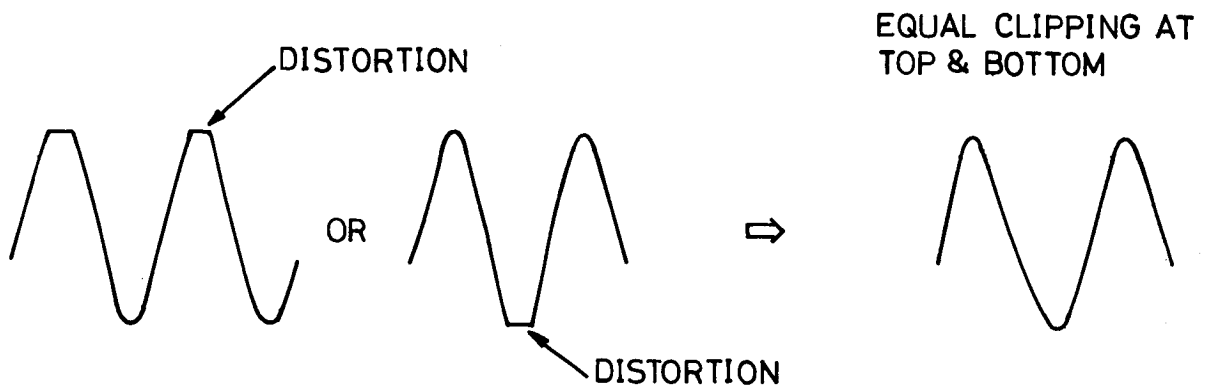 EQUAL CLIPPING AT
TOP & BOTTOM
DISTORTION
OR
DISTORTION